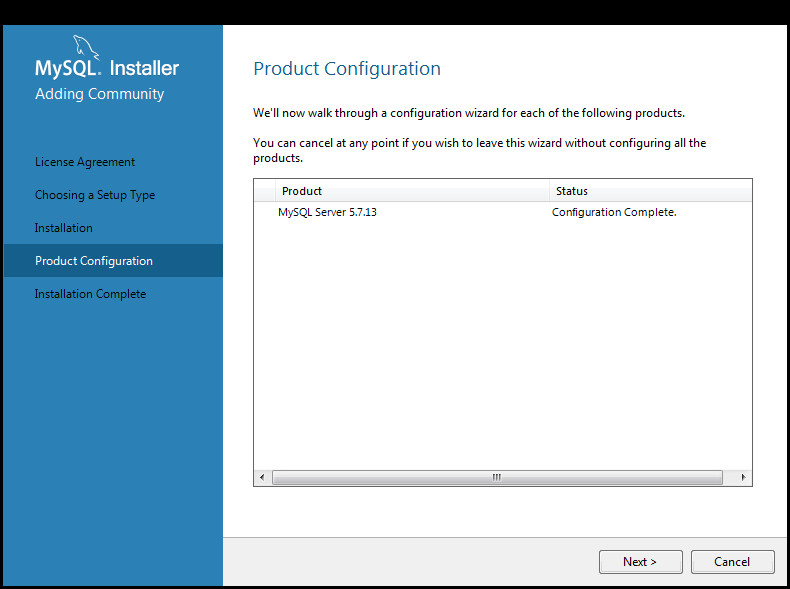 MySQL. Installer
Adding Community
License Agreement
Choosing a Setup Type
Installation
Product Configuration
Installation Complete
Product Configuration
We'll now walk through a configuration wizard for each of the following products.
You can cancel at any point if you wish to leave this wizard without configuring all the
products.
Product Status
MySQL Server 5.7.13 Configuration Complete.
Next > Cancel